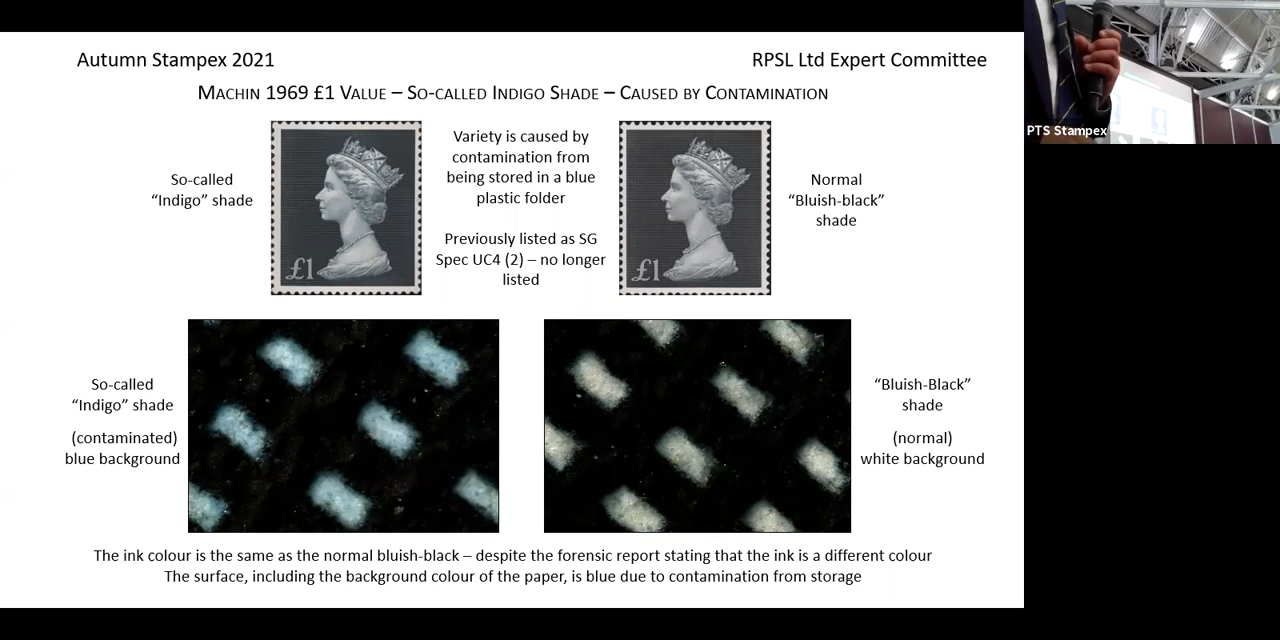 Autumn Stampex 2021
RPSL Ltd Expert Committee
MACHIN 1969 £1 VALUE – SO-CALLED INDIGO SHADE – CAUSED BY CONTAMINATION
So-called
“Indigo” shade
£1
Variety is caused by
contamination from
being stored in a blue
plastic folder
Previously listed as SG
Spec UC4 (2) – no longer
listed
£1
Normal
“Bluish-black”
shade
So-called
“Indigo” shade
(contaminated)
blue background
“Bluish-Black”
shade
(normal)
white background
The ink colour is the same as the normal bluish-black – despite the forensic report stating that the ink is a different colour
The surface, including the background colour of the paper, is blue due to contamination from storage
PTS Stampex